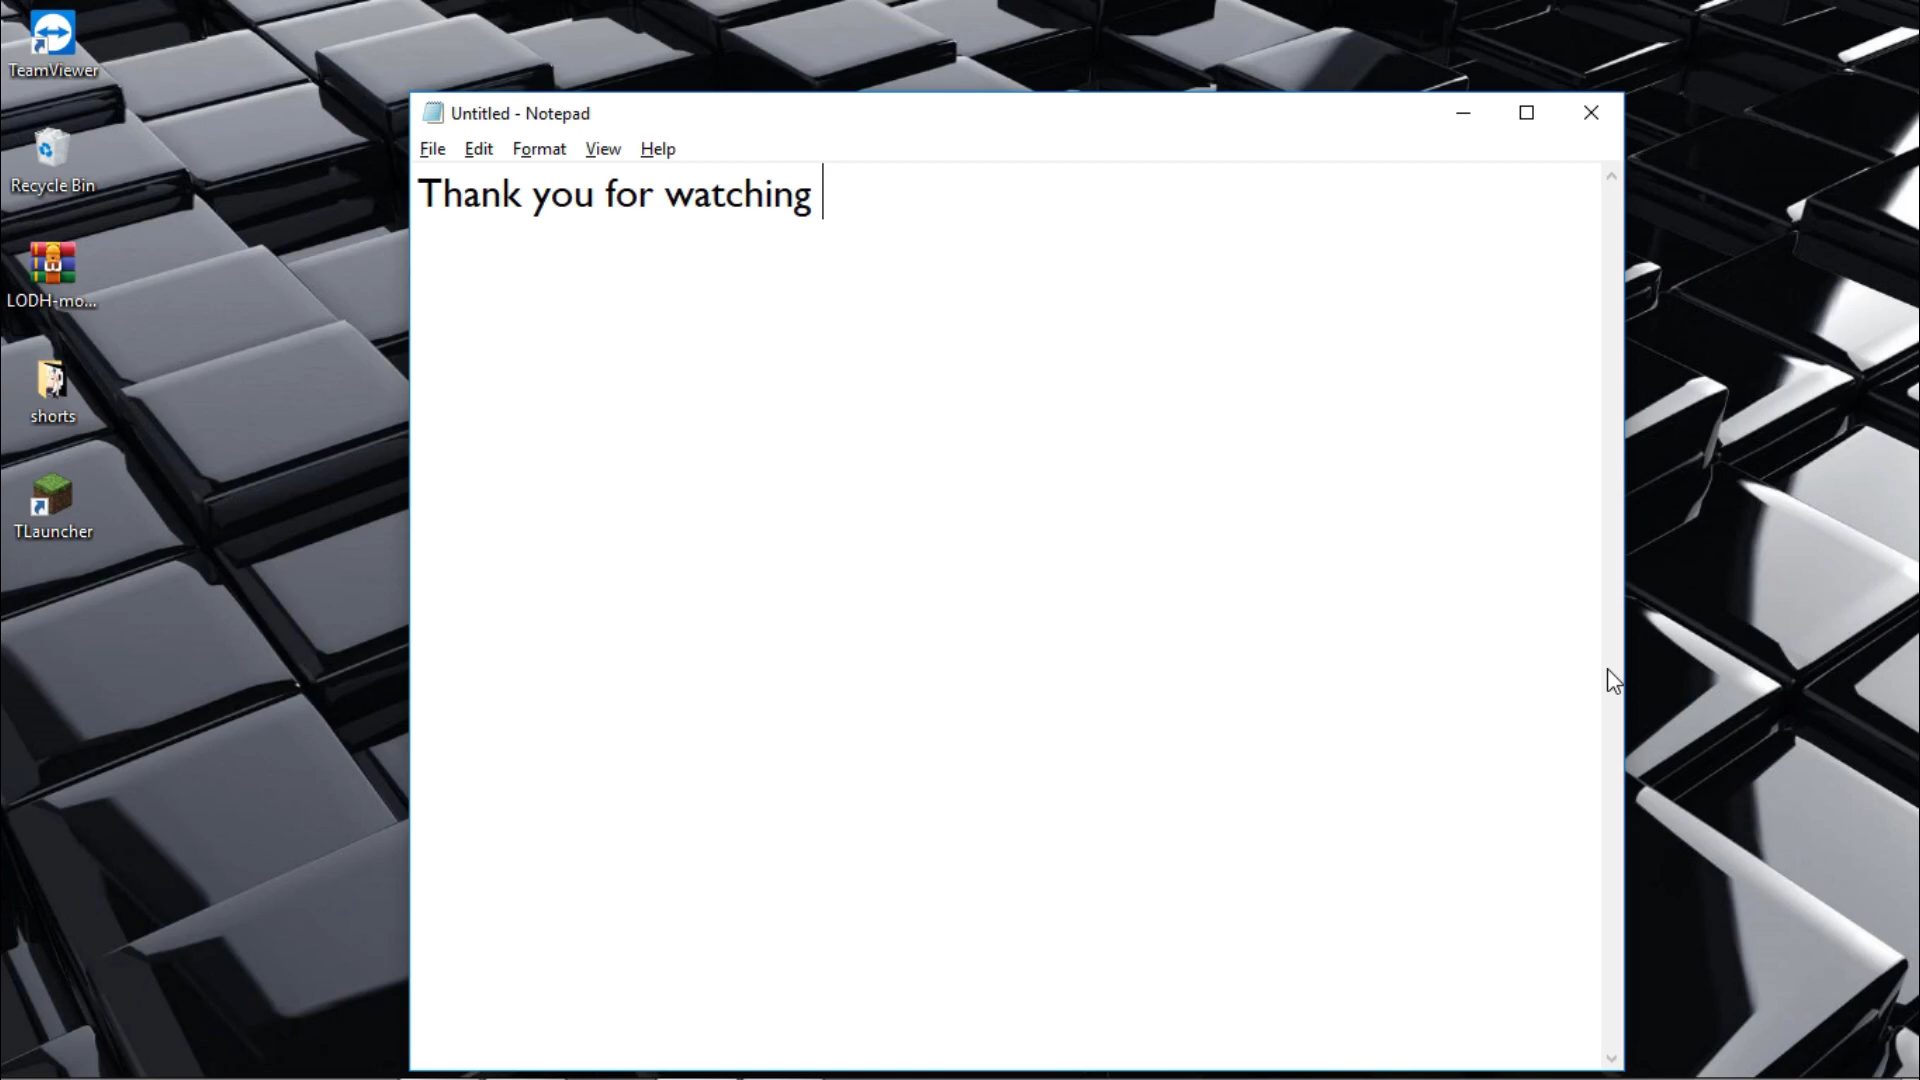 TeamViewer
Recycle Bin
LODH-mo...
shorts
TLauncher
Untitled - Notepad
File Edit Format View Help
Thank you for watching